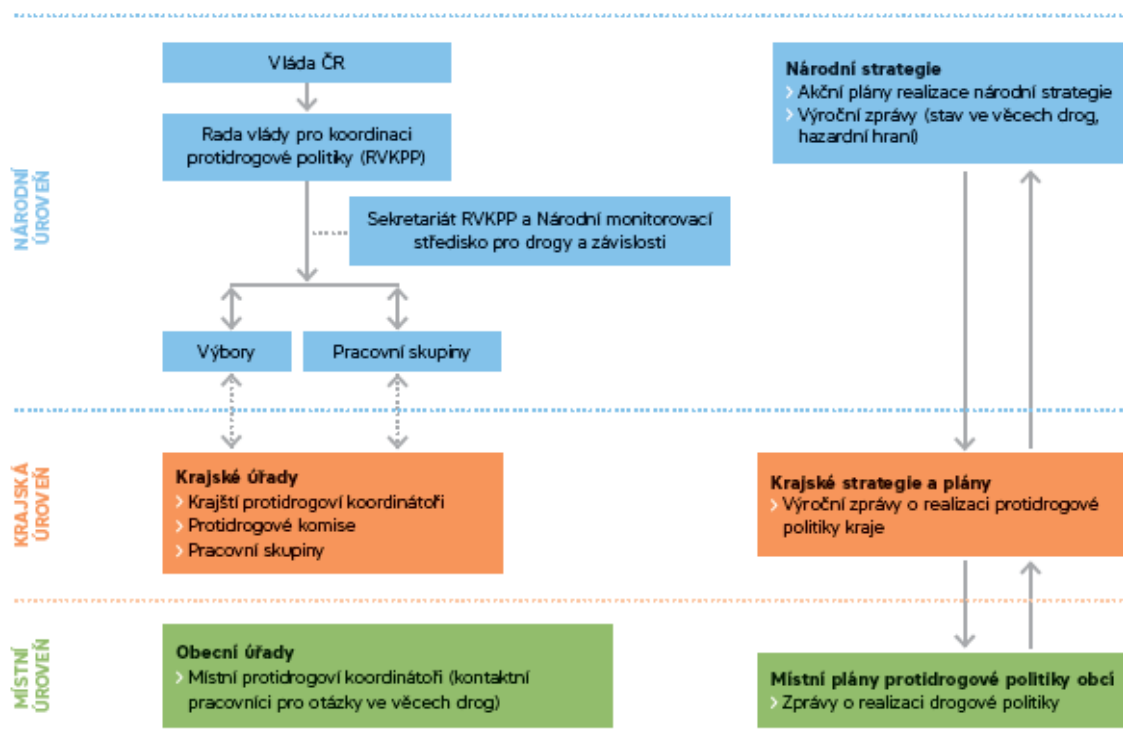 NÁRODNÍ
ÚROVEŇ
Vláda ČR
Rada vlády pro koordinaci
protidrogové politiky (RVKPP)
Sekretariát RVKPP a Národní monitorovací
středisko pro drogy a závislosti
Výbory
Pracovní skupiny
Národní strategie
Akční plány realizace národní strategie
Výroční zprávy (stav ve věcech drog,
hazardní hraní)
KRAJSKÁ
ÚROVEŇ
Krajské úřady
Krajští protidrogoví koordinátoři
Protidrogové komise
Pracovní skupiny
Krajské strategie a plány
Výroční zprávy o realizaci protidrogové
politiky kraje
MÍSTNÍ
ÚROVEŇ
Obecní úřady
Místní protidrogoví koordinátoři (kontaktní
pracovníci pro otázky ve věcech drog)
Místní plány protidrogové politiky obcí
Zprávy o realizaci drogové politiky